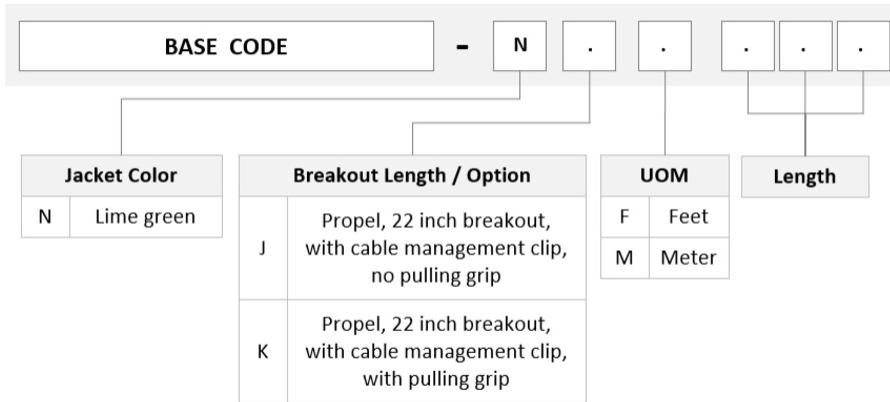 BASE CODE - N . . . . .
Jacket Color
N Lime green
Breakout Length / Option
J Propel, 22 inch breakout,
with cable management clip,
no pulling grip
K Propel, 22 inch breakout,
with cable management clip,
with pulling grip
UOM
F Feet
M Meter
Length